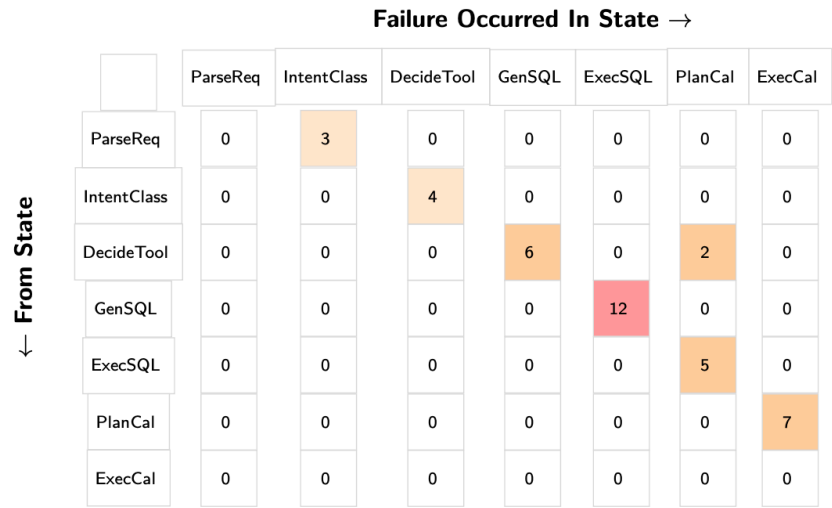 Failure Occurred In State →
ParseReq IntentClass DecideTool GenSQL ExecSQL PlanCal ExecCal
← From State
ParseReq 0 3 0 0 0 0 0
IntentClass 0 0 4 0 0 0 0
DecideTool 0 0 0 6 0 2 0
GenSQL 0 0 0 0 12 0 0
ExecSQL 0 0 0 0 0 5 0
PlanCal 0 0 0 0 0 0 7
ExecCal 0 0 0 0 0 0 0